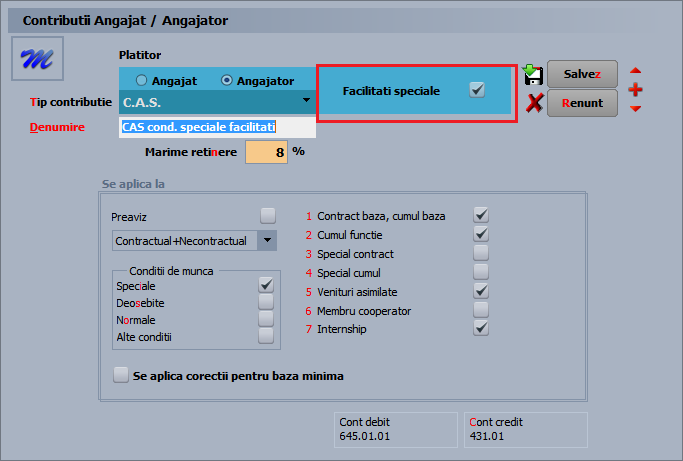 Contributii Angajat / Angajator
M
Platitor
Angajat Angajator
Facilitati speciale
Salvez
Tip contributie C.A.S.
Renunt
Denumire CAS cond. speciale facilitati
Marime retinere 8 %
Se aplica la
Preaviz
Contractual+Necontractual
Conditii de munca
Speciale
Deosebite
Normale
Alte conditii
1 Contract baza, cumul baza
2 Cumul functie
3 Special contract
4 Special cumul
5 Venituri asimilate
6 Membru cooperator
7 Internship
Se aplica corectii pentru baza minima
Cont debit
645.01.01
Cont credit
431.01